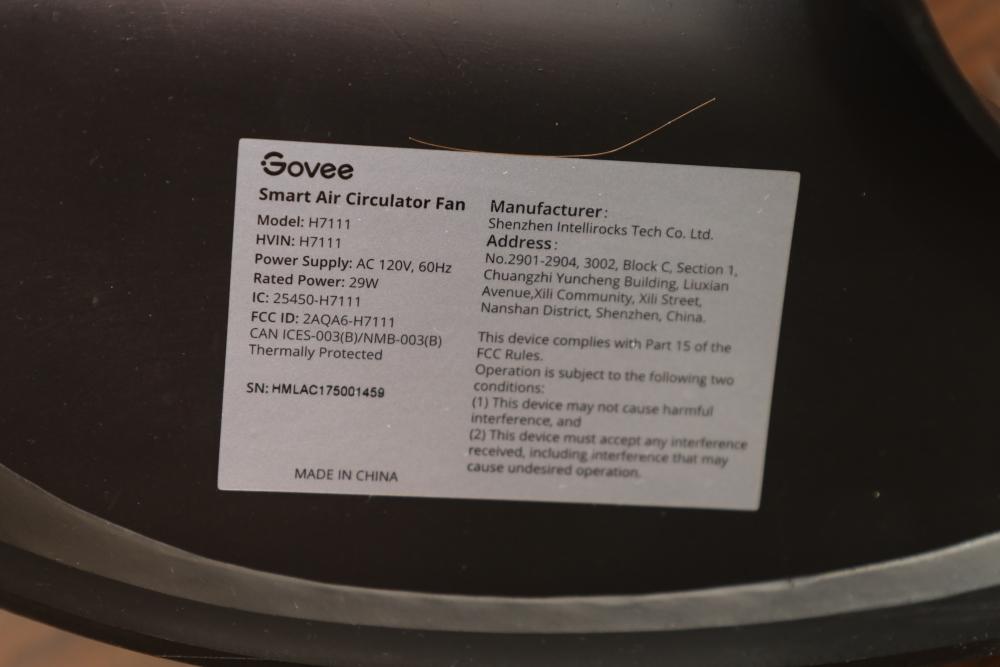 Govee
Smart Air Circulator Fan
Model: H7111
HVIN: H7111
Power Supply: AC 120V, 60Hz
Rated Power: 29W
IC: 25450-H7111
FCC ID: 2AQA6-H7111
CAN ICES-003(B)/NMB-003(B)
Thermally Protected
SN: HMLAC175001459
MADE IN CHINA
Manufacturer:
Shenzhen Intellirocks Tech Co. Ltd.
Address:
No.2901-2904, 3002, Block C, Section 1,
Chuangzhi Yuncheng Building, Liuxian
Avenue,Xili Community, Xili Street,
Nanshan District, Shenzhen, China.
This device complies with Part 15 of the
FCC Rules.
Operation is subject to the following two
conditions:
(1) This device may not cause harmful
interference, and
(2) This device must accept any interference
received, including interference that may
cause undesired operation.